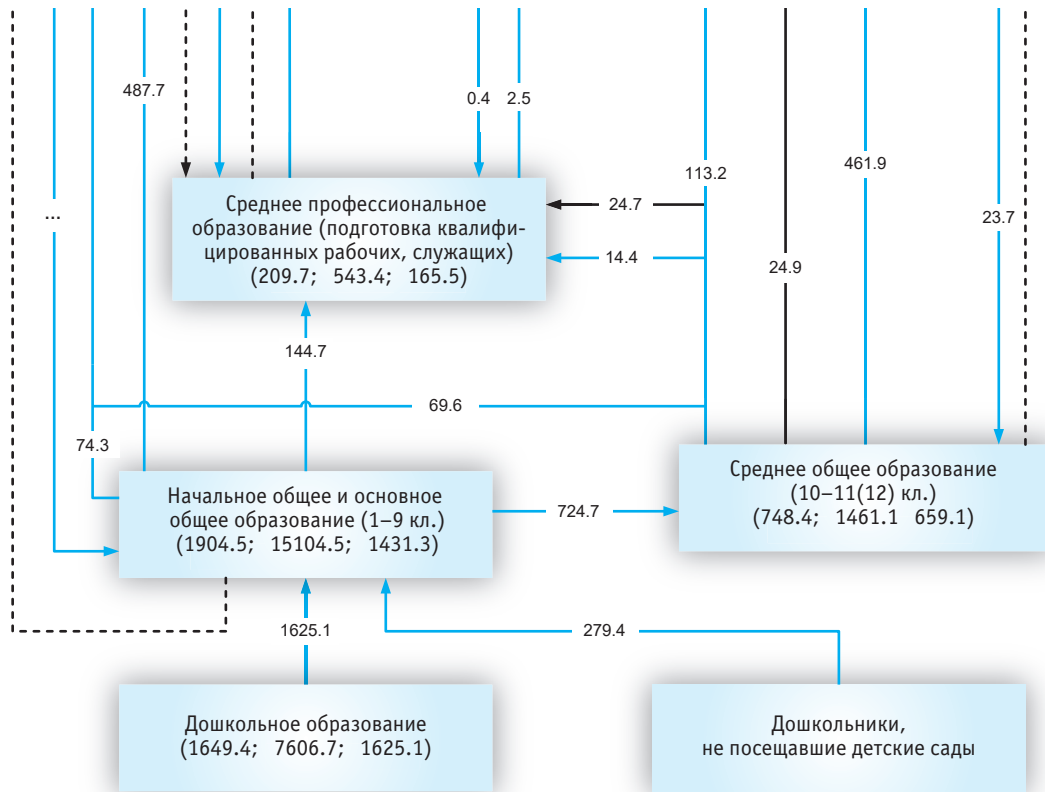 487.7
0.4
2.5
461.9
113.2
...
Среднее профессиональное
образование (подготовка квалифи-
цированных рабочих, служащих)
(209.7; 543.4; 165.5)
24.7
23.7
14.4
24.9
144.7
69.6
74.3
Начальное общее и основное
общее образование (1–9 кл.)
(1904.5; 15104.5; 1431.3)
724.7
Среднее общее образование
(10–11(12) кл.)
(748.4; 1461.1 659.1)
1625.1
279.4
Дошкольное образование
(1649.4; 7606.7; 1625.1)
Дошкольники,
не посещавшие детские сады